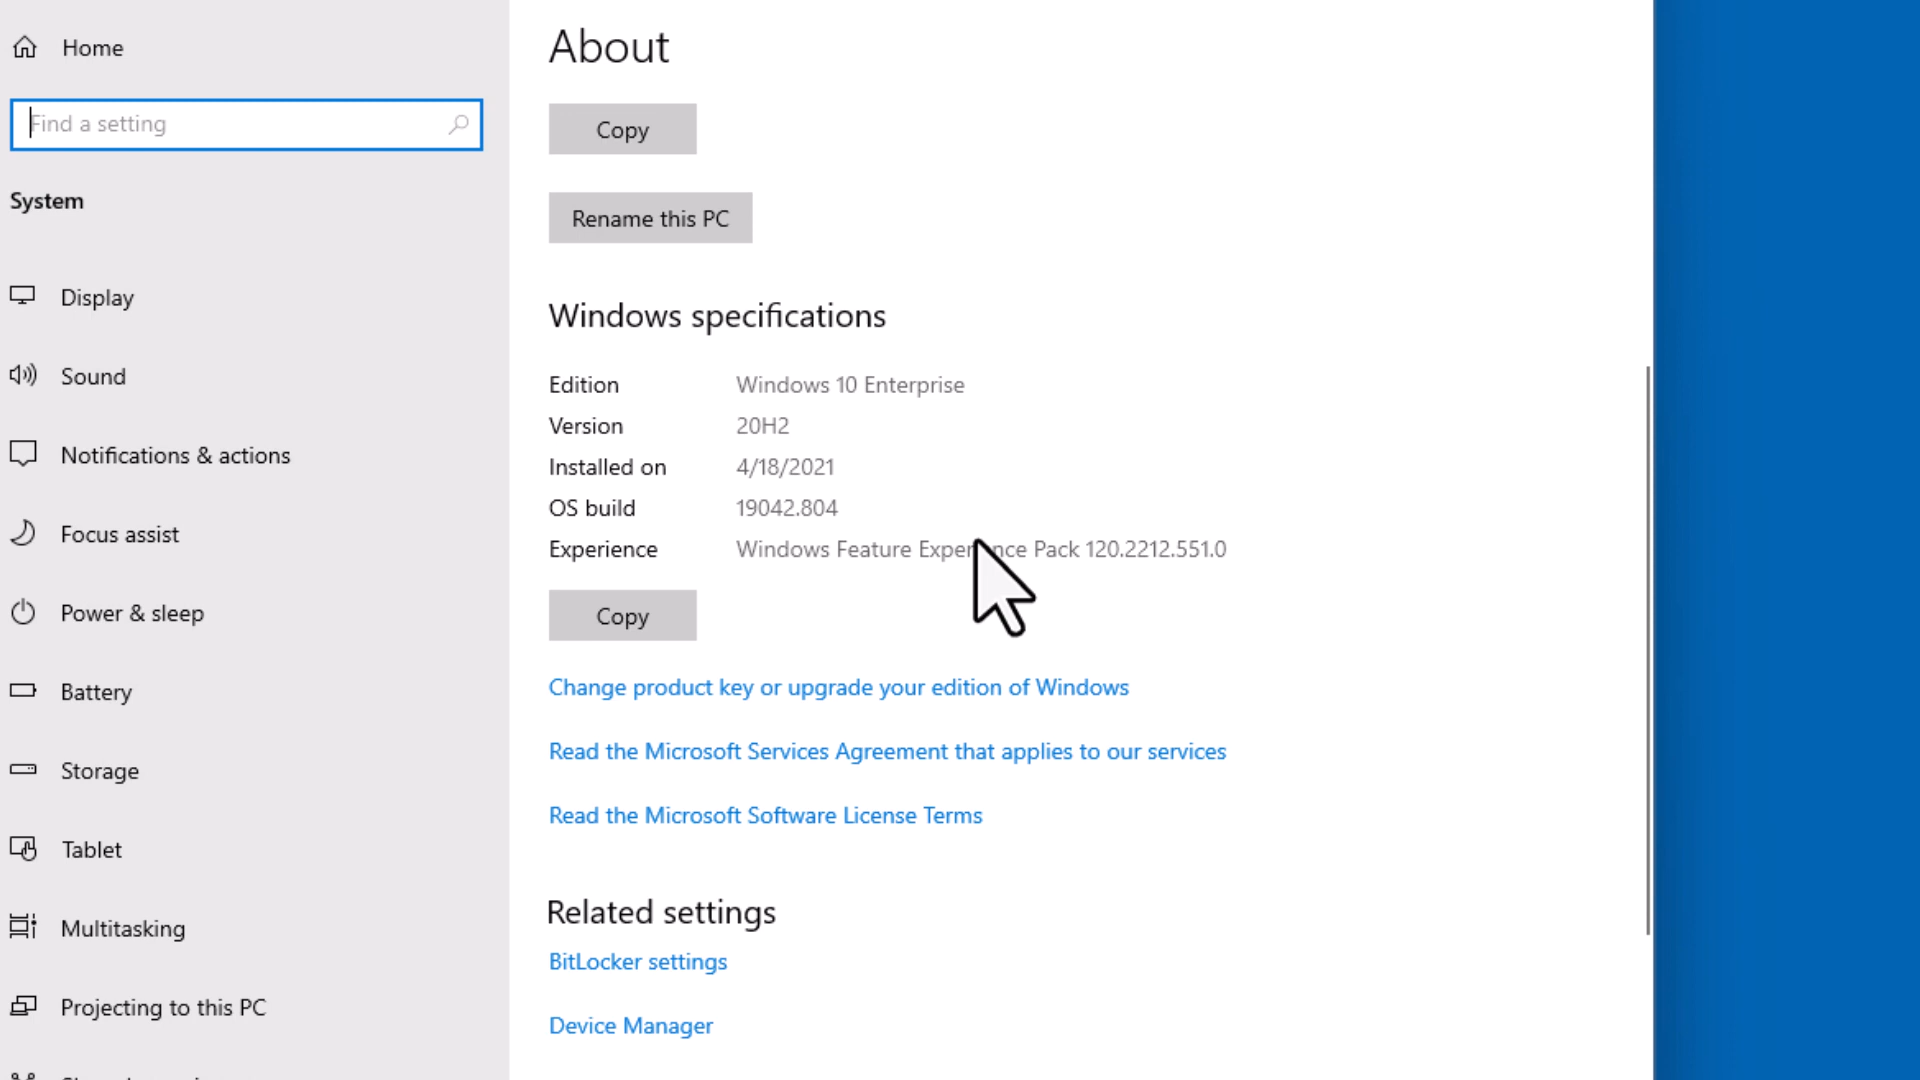 Home
Find a setting
System
Display
Sound
Notifications & actions
Focus assist
Power & sleep
Battery
Storage
Tablet
Multitasking
Projecting to this PC
About
Copy
Rename this PC
Windows specifications
Edition Windows 10 Enterprise
Version 20H2
Installed on 4/18/2021
OS build 19042.804
Experience Windows Feature Experience Pack 120.2212.551.0
Copy
Change product key or upgrade your edition of Windows
Read the Microsoft Services Agreement that applies to our services
Read the Microsoft Software License Terms
Related settings
BitLocker settings
Device Manager